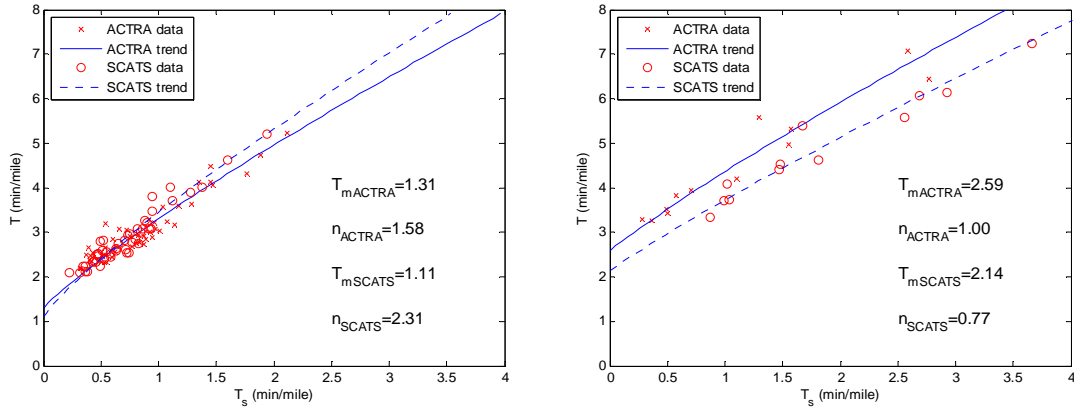 ACTRA data
ACTRA trend
SCATS data
SCATS trend
8
7
6
5
4
3
2
1
0
T (min/mile)
T_mACTRA=1.31
n_ACTRA=1.58
T_mSCATS=1.11
n_SCATS=2.31
0 0.5 1 1.5 2 2.5 3 3.5 4
T_s (min/mile)
ACTRA data
ACTRA trend
SCATS data
SCATS trend
8
7
6
5
4
3
2
1
0
T (min/mile)
T_mACTRA=2.59
n_ACTRA=1.00
T_mSCATS=2.14
n_SCATS=0.77
0 0.5 1 1.5 2 2.5 3 3.5 4
T_s (min/mile)